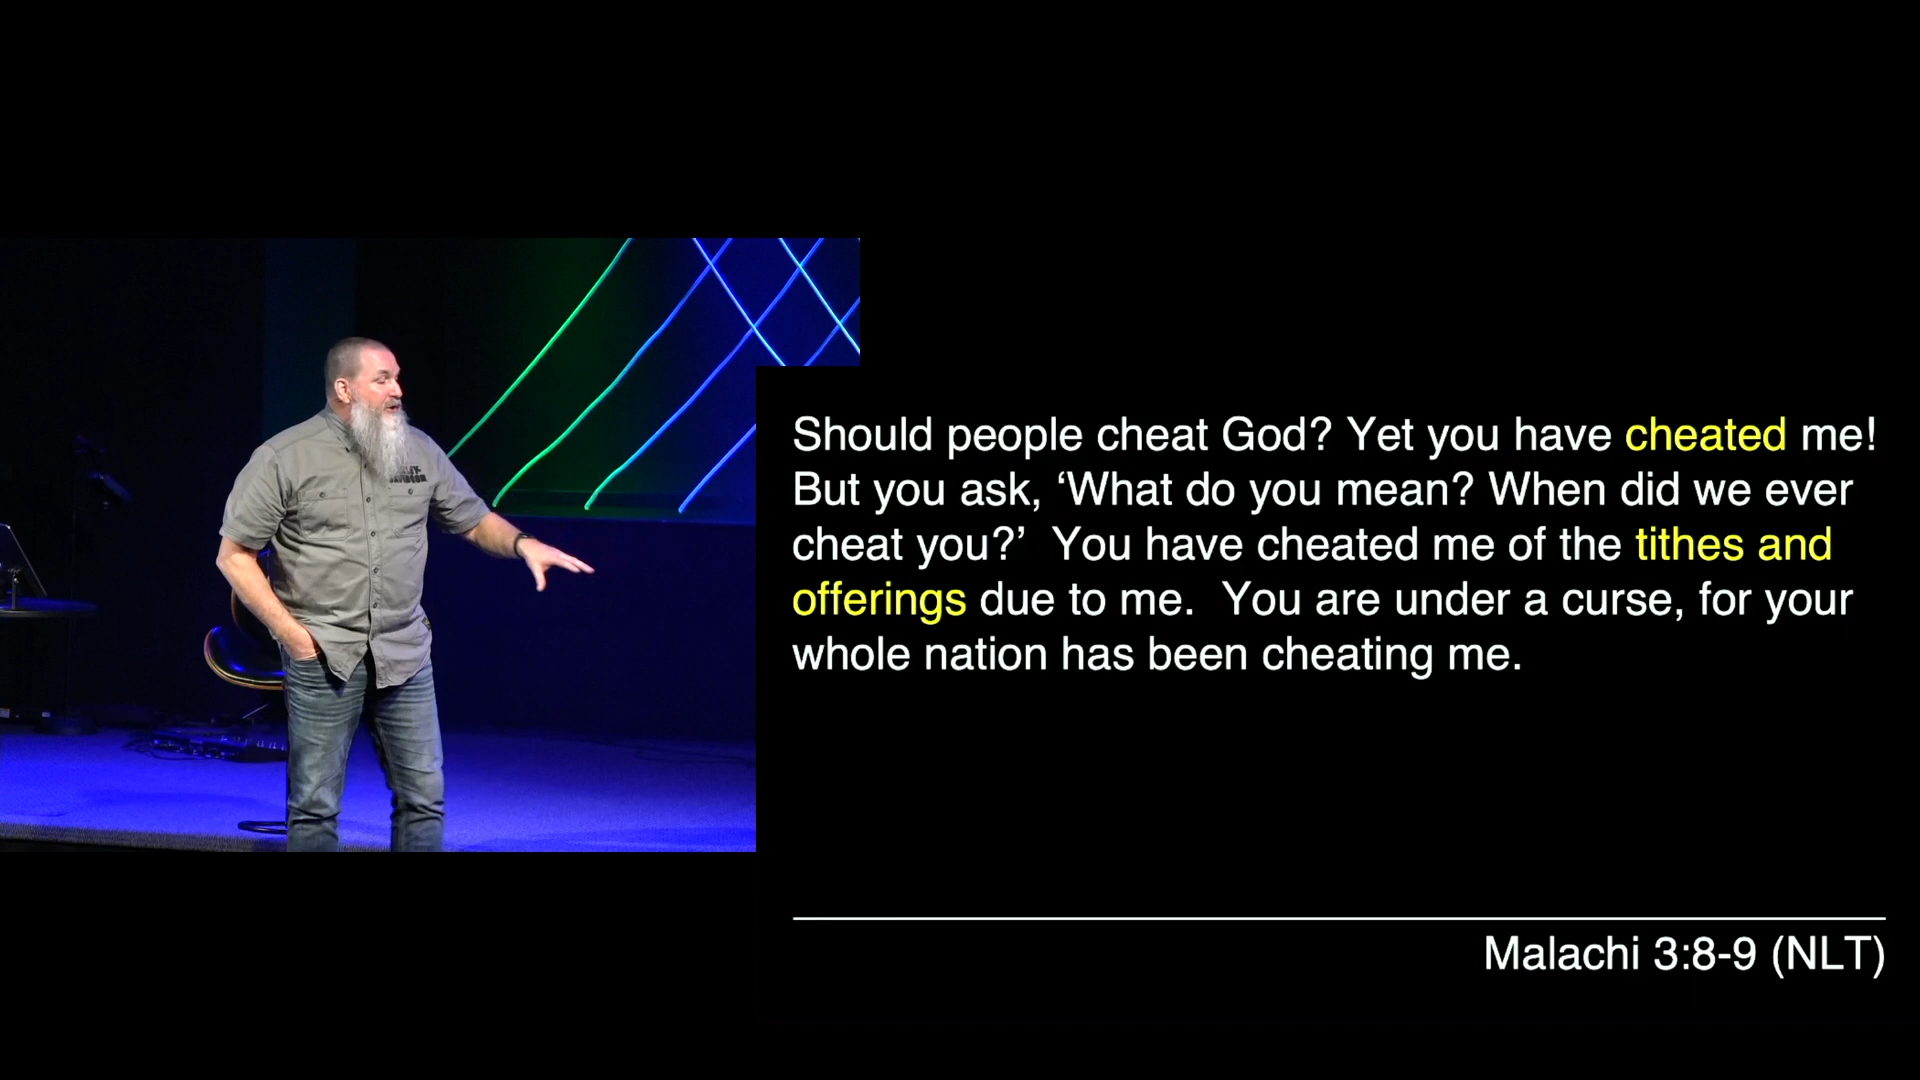 Should people cheat God? Yet you have cheated me!
But you ask, ‘What do you mean? When did we ever
cheat you?’  You have cheated me of the tithes and
offerings due to me.  You are under a curse, for your
whole nation has been cheating me.
Malachi 3:8-9 (NLT)